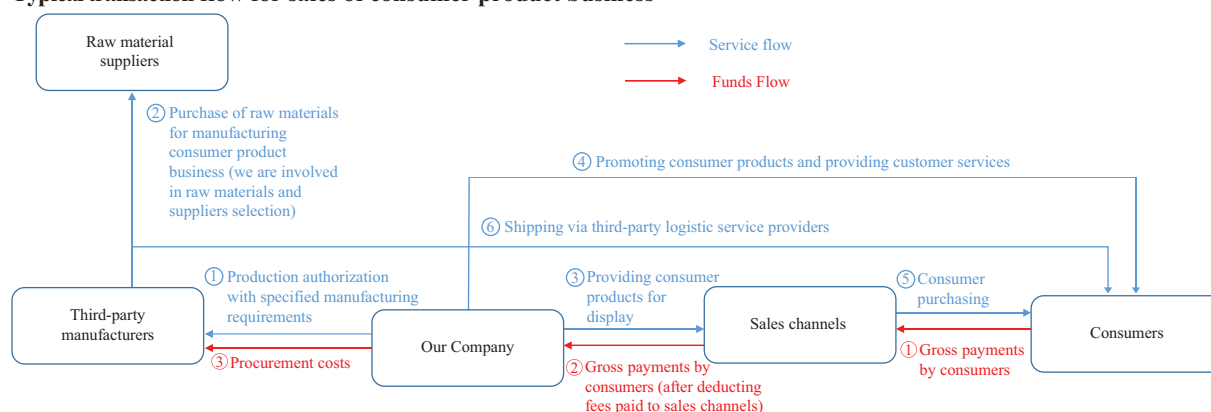 Typical transaction flow for sales of consumer product business
Raw material
suppliers
Service flow
Funds Flow
② Purchase of raw materials
for manufacturing
consumer product
business (we are involved
in raw materials and
suppliers selection)
④ Promoting consumer products and providing customer services
⑥ Shipping via third-party logistic service providers
① Production authorization
with specified manufacturing
requirements
③ Providing consumer
products for
display
⑤ Consumer
purchasing
Third-party
manufacturers
Our Company
Sales channels
Consumers
③ Procurement costs
② Gross payments by
consumers (after deducting
fees paid to sales channels)
① Gross payments
by consumers